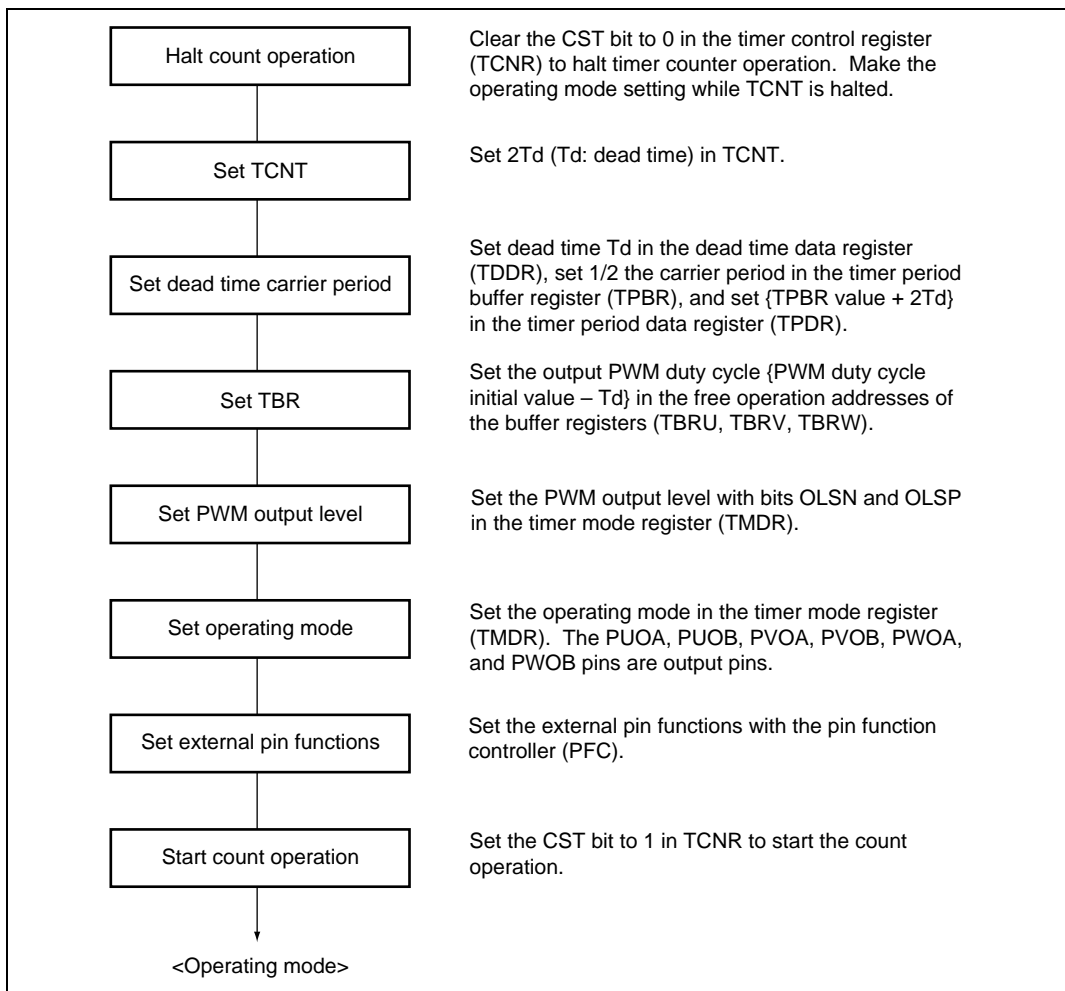 Halt count operation
Clear the CST bit to 0 in the timer control register
(TCNR) to halt timer counter operation.  Make the
operating mode setting while TCNT is halted.
Set TCNT
Set 2Td (Td: dead time) in TCNT.
Set dead time carrier period
Set dead time Td in the dead time data register
(TDDR), set 1/2 the carrier period in the timer period
buffer register (TPBR), and set {TPBR value + 2Td}
in the timer period data register (TPDR).
Set TBR
Set the output PWM duty cycle {PWM duty cycle
initial value – Td} in the free operation addresses of
the buffer registers (TBRU, TBRV, TBRW).
Set PWM output level
Set the PWM output level with bits OLSN and OLSP
in the timer mode register (TMDR).
Set operating mode
Set the operating mode in the timer mode register
(TMDR).  The PUOA, PUOB, PVOA, PVOB, PWOA,
and PWOB pins are output pins.
Set external pin functions
Set the external pin functions with the pin function
controller (PFC).
Start count operation
Set the CST bit to 1 in TCNR to start the count
operation.
<Operating mode>